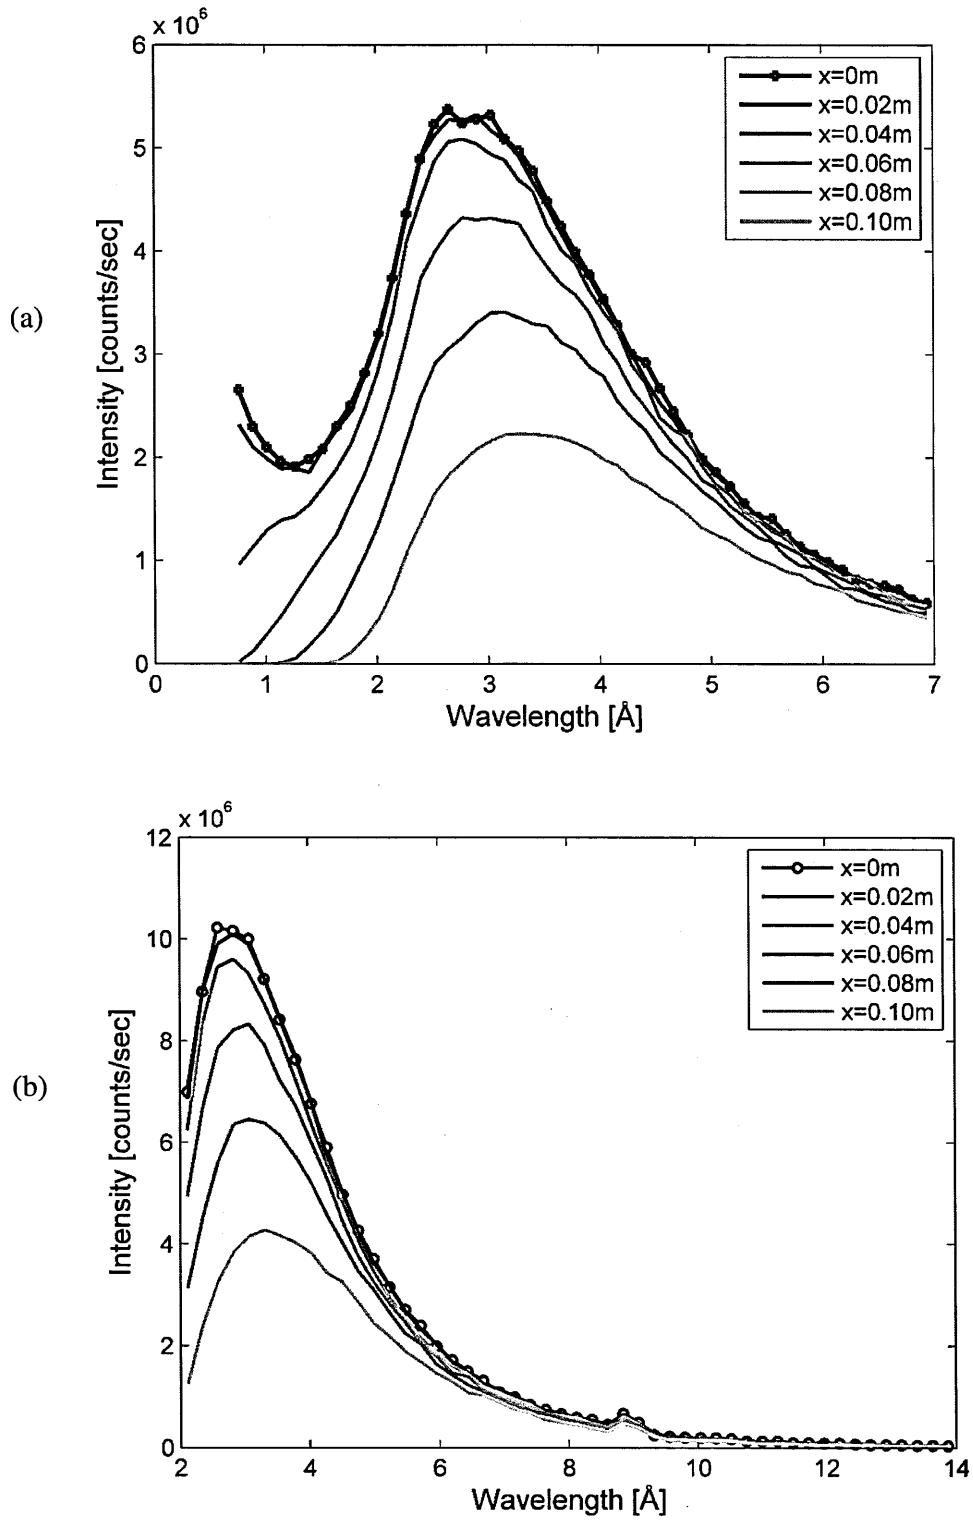 x 10^6
6
5
4
3
2
1
0
0 1 2 3 4 5 6 7
Intensity [counts/sec]
Wavelength [Å]
x=0m
x=0.02m
x=0.04m
x=0.06m
x=0.08m
x=0.10m
(a)
x 10^6
12
10
8
6
4
2
0
2 4 6 8 10 12 14
Intensity [counts/sec]
Wavelength [Å]
x=0m
x=0.02m
x=0.04m
x=0.06m
x=0.08m
x=0.10m
(b)